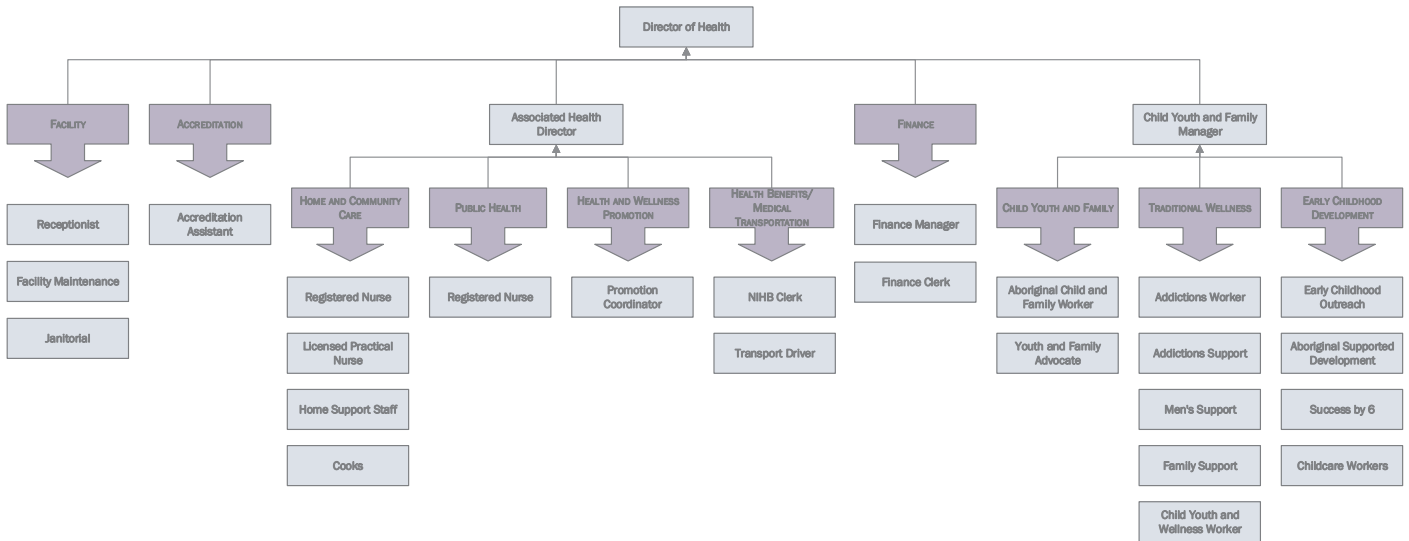 Director of Health
FACILITY
ACCREDITATION
Associated Health
Director
FINANCE
Child Youth and Family
Manager
HOME AND COMMUNITY
CARE
PUBLIC HEALTH
HEALTH AND WELLNESS
PROMOTION
HEALTH BENEFITS/
MEDICAL
TRANSPORTATION
CHILD YOUTH AND FAMILY
TRADITIONAL WELLNESS
EARLY CHILDHOOD
DEVELOPMENT
Receptionist
Facility Maintenance
Janitorial
Accreditation
Assistant
Registered Nurse
Licensed Practical
Nurse
Home Support Staff
Cooks
Registered Nurse
Promotion
Coordinator
NIHB Clerk
Transport Driver
Finance Manager
Finance Clerk
Aboriginal Child and
Family Worker
Youth and Family
Advocate
Addictions Worker
Addictions Support
Men's Support
Family Support
Child Youth and
Wellness Worker
Early Childhood
Outreach
Aboriginal Supported
Development
Success by 6
Childcare Workers